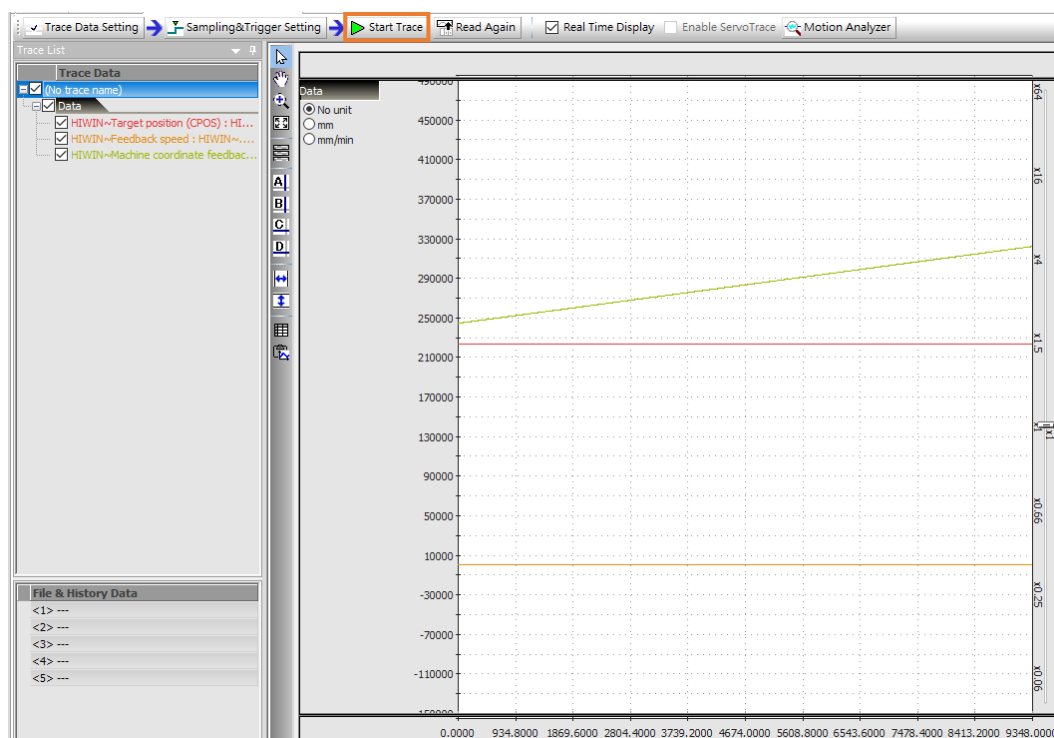 Trace Data Setting Sampling&Trigger Setting Start Trace Read Again Real Time Display Enable ServoTrace Motion Analyzer
Trace List
Trace Data
(No trace name)
Data
HIWIN~Target position (CPOS) : HI...
HIWIN~Feedback speed : HIWIN~....
HIWIN~Machine coordinate feedbac...
File & History Data
<1> ---
<2> ---
<3> ---
<4> ---
<5> ---
A
B
C
D
Data
No unit
mm
mm/min
490000
450000
410000
370000
330000
290000
250000
210000
170000
130000
90000
50000
10000
-30000
-70000
-110000
-150000
0.0000 934.8000 1869.6000 2804.4000 3739.2000 4674.0000 5608.8000 6543.6000 7478.4000 8413.2000 9348.0000
x64
x16
x4
x1.5
x1
x1
x0.66
x0.25
x0.06